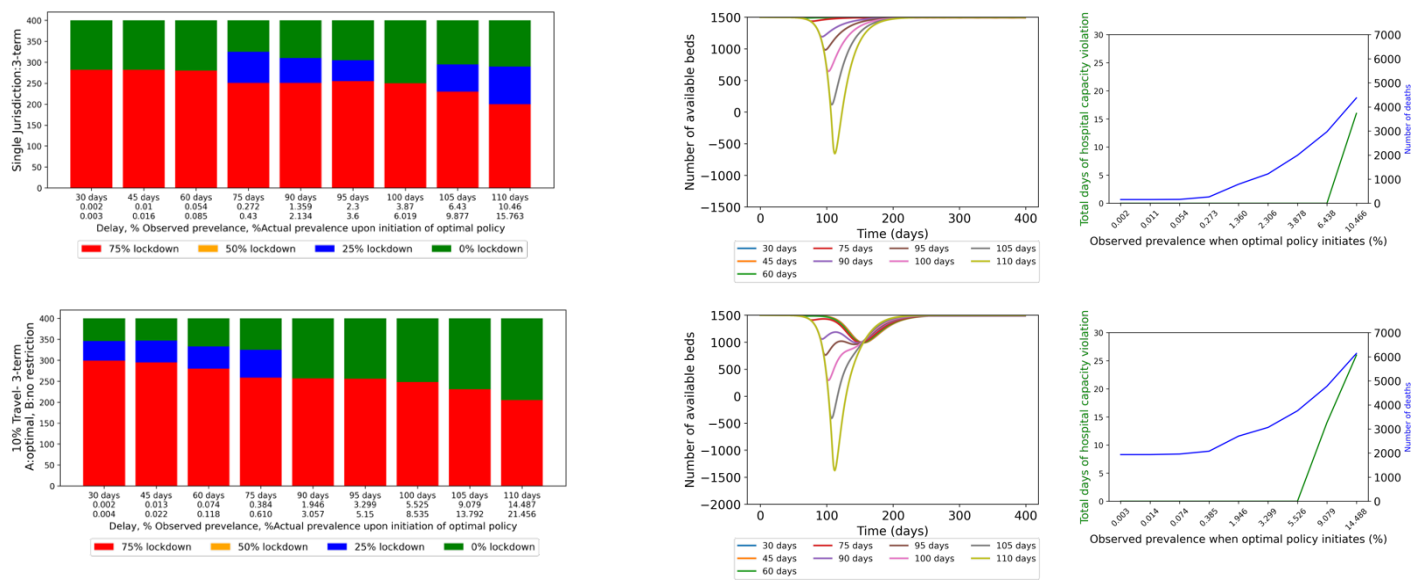 Single Jurisdiction:3-term
400
350
300
250
200
150
100
50
0
30 days 45 days 60 days 75 days 90 days 95 days 100 days 105 days 110 days
0.002 0.01 0.054 0.272 1.359 2.3 3.87 6.43 10.46
0.003 0.016 0.085 0.43 2.134 3.6 6.019 9.877 15.763
Delay, % Observed prevelance, %Actual prevalence upon initiation of optimal policy
75% lockdown 50% lockdown 25% lockdown 0% lockdown
Number of available beds
1500
1000
500
0
−500
−1000
−1500
0 100 200 300 400
Time (days)
30 days 75 days 95 days 105 days
45 days 90 days 100 days 110 days
60 days
Total days of hospital capacity violation
30
25
20
15
10
5
0
7000
6000
5000
4000
3000
2000
1000
0
Number of deaths
0.002 0.011 0.054 0.273 1.360 2.306 3.878 6.438 10.466
Observed prevalence when optimal policy initiates (%)
10% Travel- 3-term
A:optimal, B:no restriction
400
350
300
250
200
150
100
50
0
30 days 45 days 60 days 75 days 90 days 95 days 100 days 105 days 110 days
0.002 0.013 0.074 0.384 1.946 3.299 5.525 9.079 14.487
0.004 0.022 0.118 0.610 3.057 5.15 8.535 13.792 21.456
Delay, % Observed prevelance, %Actual prevalence upon initiation of optimal policy
75% lockdown 50% lockdown 25% lockdown 0% lockdown
Number of available beds
1500
1000
500
0
−500
−1000
−1500
−2000
0 100 200 300 400
Time (days)
30 days 75 days 95 days 105 days
45 days 90 days 100 days 110 days
60 days
Total days of hospital capacity violation
30
25
20
15
10
5
0
7000
6000
5000
4000
3000
2000
1000
0
Number of deaths
0.003 0.014 0.074 0.385 1.946 3.299 5.526 9.079 14.488
Observed prevalence when optimal policy initiates (%)